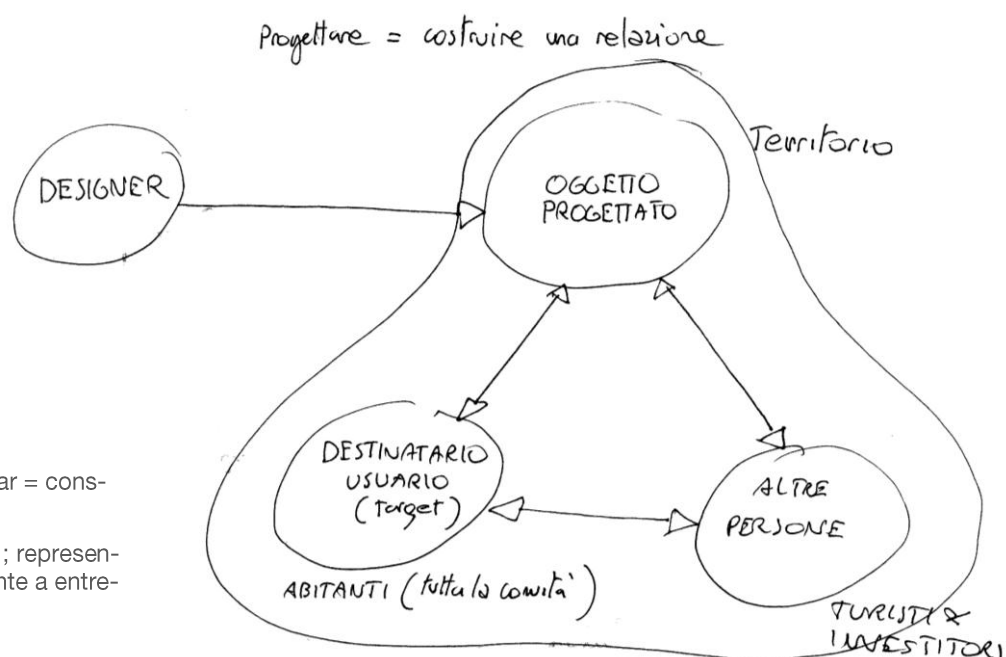 Progettare = costruire una relazione
Territorio
DESIGNER
OGGETTO
PROGETTATO
DESTINATARIO
USUARIO
(target)
ALTRE
PERSONE
ABITANTI (tutta la comuità)
TURISTI &
INVESTITORI
ar = cons-
; represen-
nte a entre-